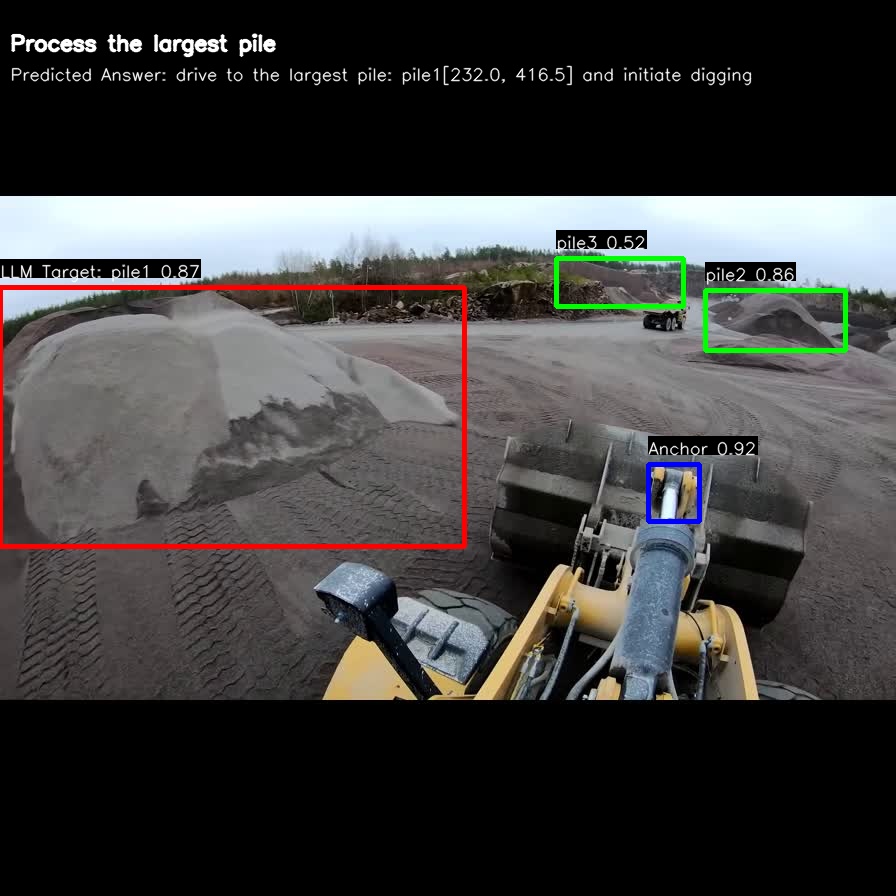 Process the largest pile
Predicted Answer: drive to the largest pile: pile1[232.0, 416.5] and initiate digging
pile3 0.52
LLM Target: pile1 0.87
pile2 0.86
Anchor 0.92